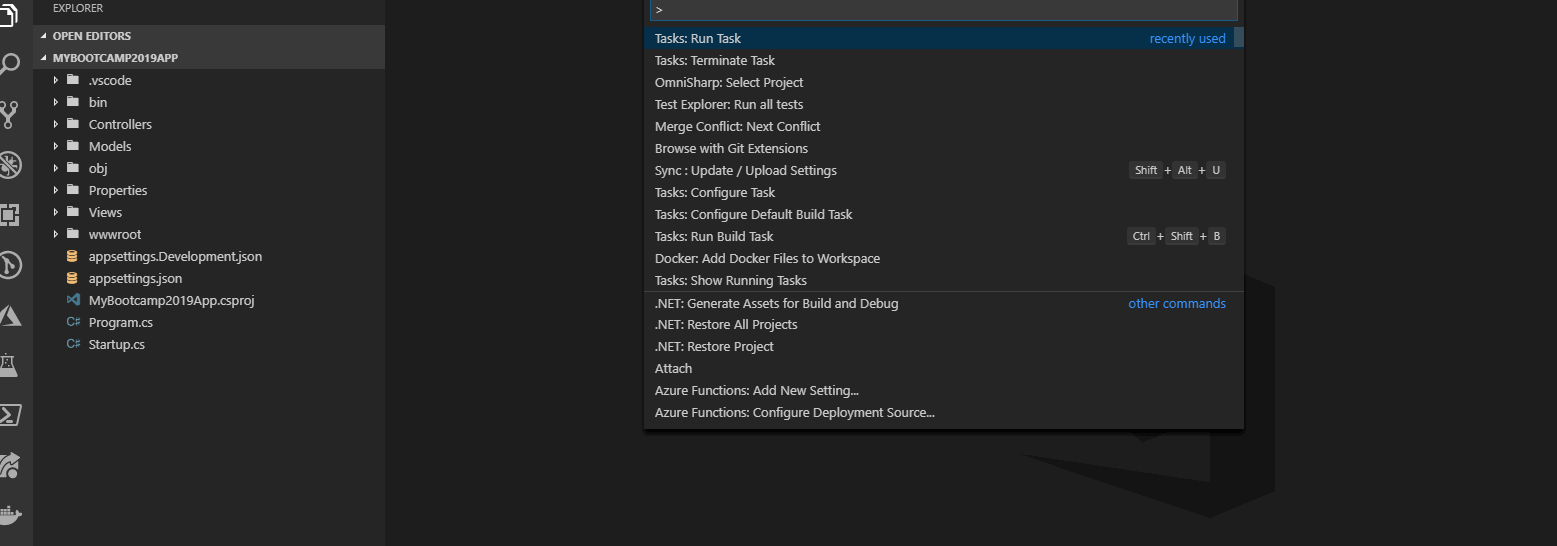 EXPLORER
OPEN EDITORS
MYBOOTCAMP2019APP
.vscode
bin
Controllers
Models
obj
Properties
Views
wwwroot
appsettings.Development.json
appsettings.json
MyBootcamp2019App.csproj
C# Program.cs
C# Startup.cs
>
Tasks: Run Task recently used
Tasks: Terminate Task
OmniSharp: Select Project
Test Explorer: Run all tests
Merge Conflict: Next Conflict
Browse with Git Extensions
Sync : Update / Upload Settings Shift + Alt + U
Tasks: Configure Task
Tasks: Configure Default Build Task
Tasks: Run Build Task Ctrl + Shift + B
Docker: Add Docker Files to Workspace
Tasks: Show Running Tasks
.NET: Generate Assets for Build and Debug other commands
.NET: Restore All Projects
.NET: Restore Project
Attach
Azure Functions: Add New Setting...
Azure Functions: Configure Deployment Source...